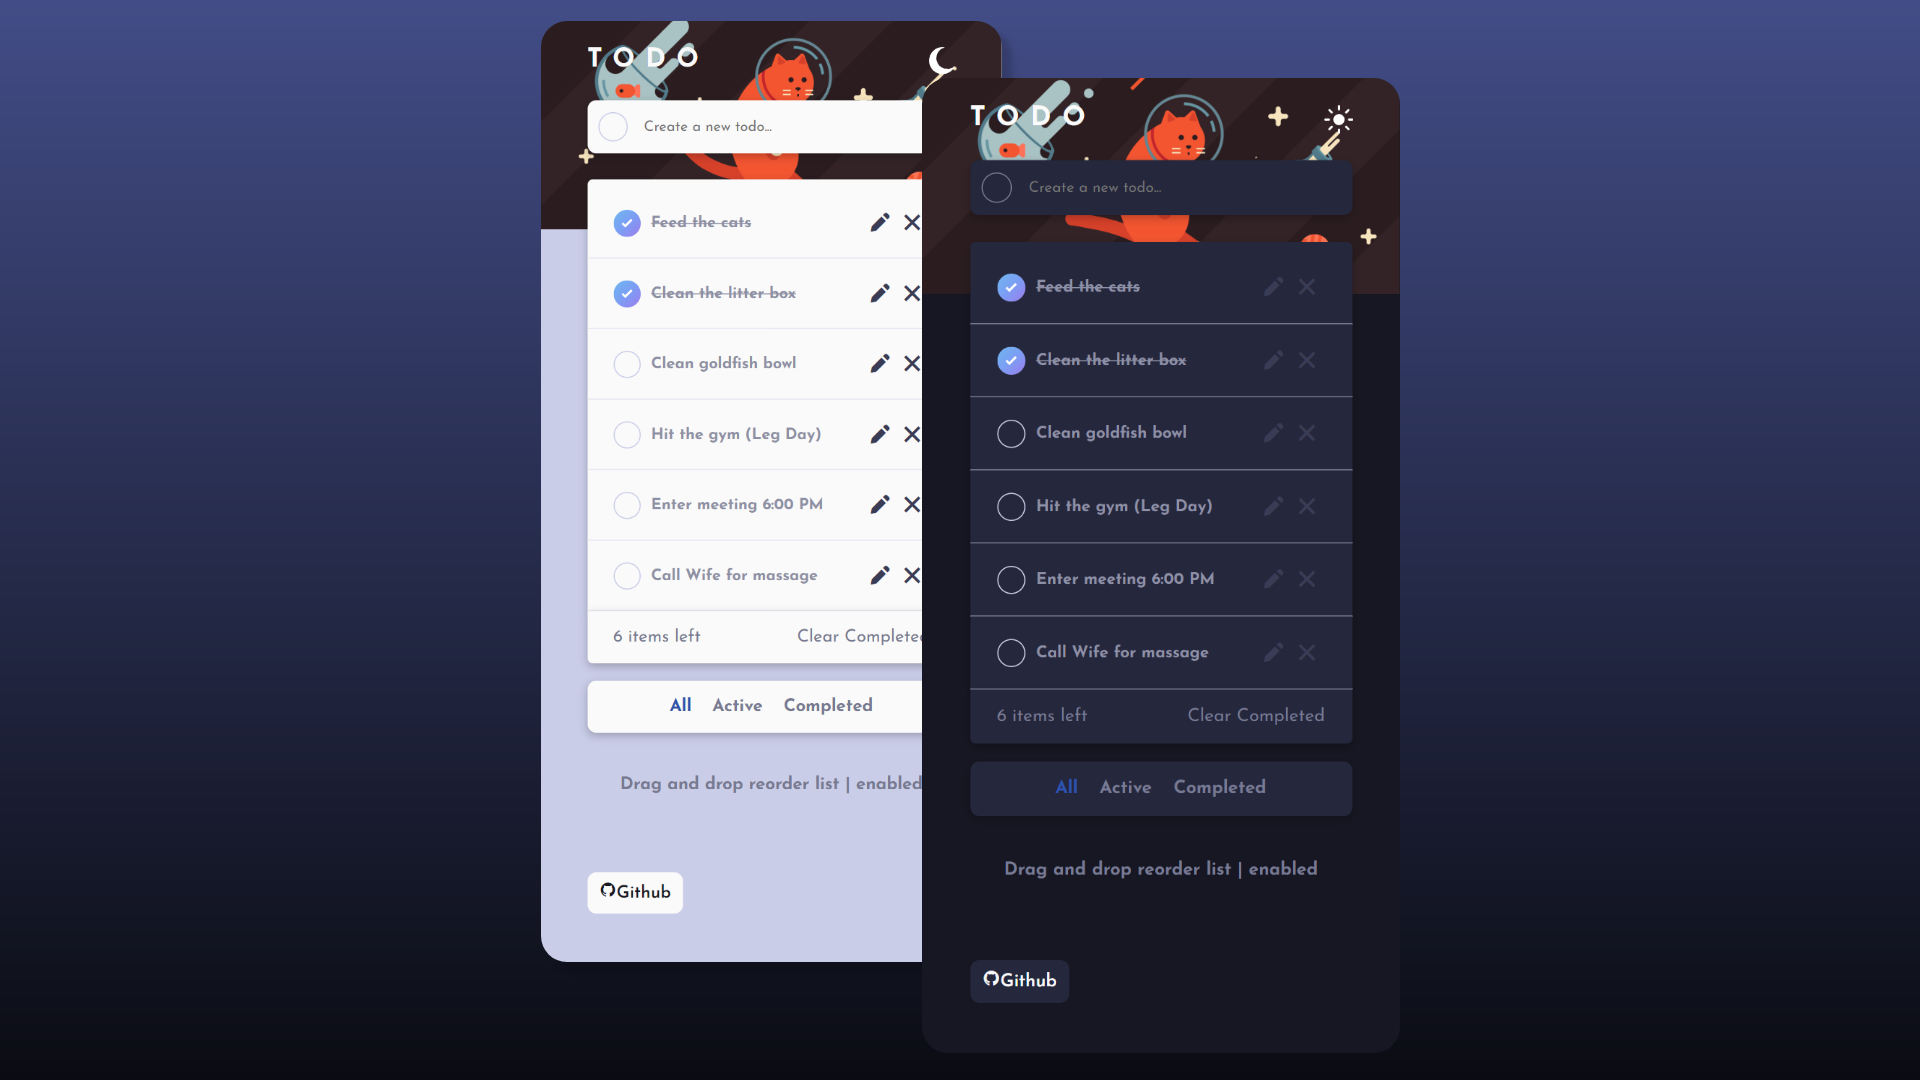 TODO
Create a new todo...
Feed the cats
Clean the litter box
Clean goldfish bowl
Hit the gym (Leg Day)
Enter meeting 6:00 PM
Call Wife for massage
6 items left Clear Completed
All Active Completed
Drag and drop reorder list | enabled
Github
TODO
Create a new todo...
Feed the cats
Clean the litter box
Clean goldfish bowl
Hit the gym (Leg Day)
Enter meeting 6:00 PM
Call Wife for massage
6 items left Clear Completed
All Active Completed
Drag and drop reorder list | enabled
Github